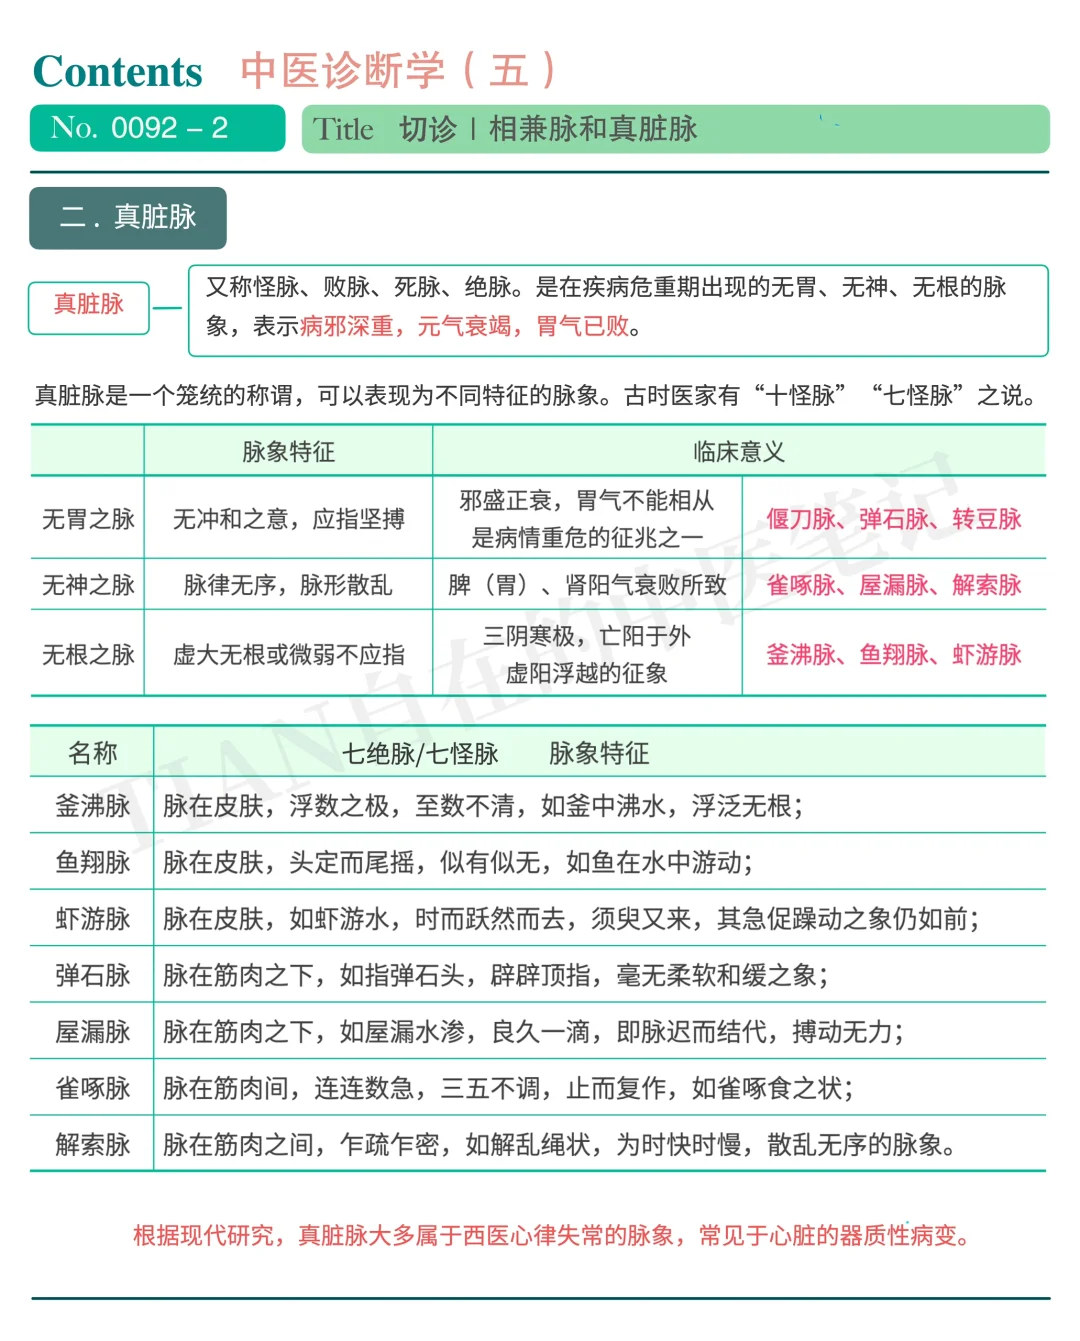 Contents 中医诊断学（五）
No. 0092 – 2 Title 切诊 | 相兼脉和真脏脉
二 . 真脏脉
真脏脉
又称怪脉、败脉、死脉、绝脉。是在疾病危重期出现的无胃、无神、无根的脉
象，表示病邪深重，元气衰竭，胃气已败。
真脏脉是一个笼统的称谓，可以表现为不同特征的脉象。古时医家有“十怪脉”“七怪脉”之说。
脉象特征 临床意义
无胃之脉 无冲和之意，应指坚搏 邪盛正衰，胃气不能相从
是病情重危的征兆之一 偃刀脉、弹石脉、转豆脉
无神之脉 脉律无序，脉形散乱 脾（胃）、肾阳气衰败所致 雀啄脉、屋漏脉、解索脉
无根之脉 虚大无根或微弱不应指 三阴寒极，亡阳于外
虚阳浮越的征象 釜沸脉、鱼翔脉、虾游脉
名称 七绝脉/七怪脉 脉象特征
釜沸脉 脉在皮肤，浮数之极，至数不清，如釜中沸水，浮泛无根；
鱼翔脉 脉在皮肤，头定而尾摇，似有似无，如鱼在水中游动；
虾游脉 脉在皮肤，如虾游水，时而跃然而去，须臾又来，其急促躁动之象仍如前；
弹石脉 脉在筋肉之下，如指弹石头，辟辟顶指，毫无柔软和缓之象；
屋漏脉 脉在筋肉之下，如屋漏水渗，良久一滴，即脉迟而结代，搏动无力；
雀啄脉 脉在筋肉间，连连数急，三五不调，止而复作，如雀啄食之状；
解索脉 脉在筋肉之间，乍疏乍密，如解乱绳状，为时快时慢，散乱无序的脉象。
根据现代研究，真脏脉大多属于西医心律失常的脉象，常见于心脏的器质性病变。
TIAN自在的中医笔记